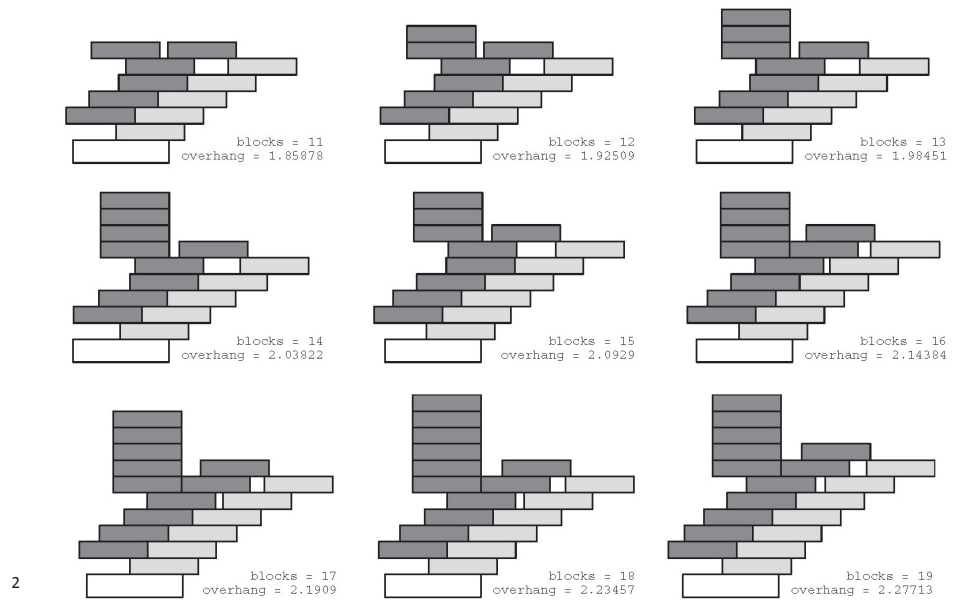 blocks = 11
overhang = 1.85878
blocks = 12
overhang = 1.92509
blocks = 13
overhang = 1.98451
blocks = 14
overhang = 2.03822
blocks = 15
overhang = 2.0929
blocks = 16
overhang = 2.14384
blocks = 17
overhang = 2.1909
blocks = 18
overhang = 2.23457
blocks = 19
overhang = 2.27713
2